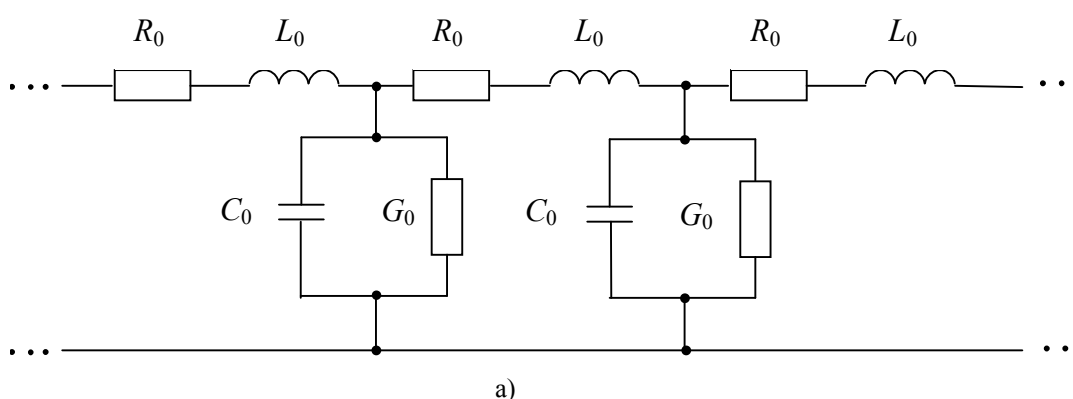 R₀ L₀ R₀ L₀ R₀ L₀
C₀ G₀ C₀ G₀
а)